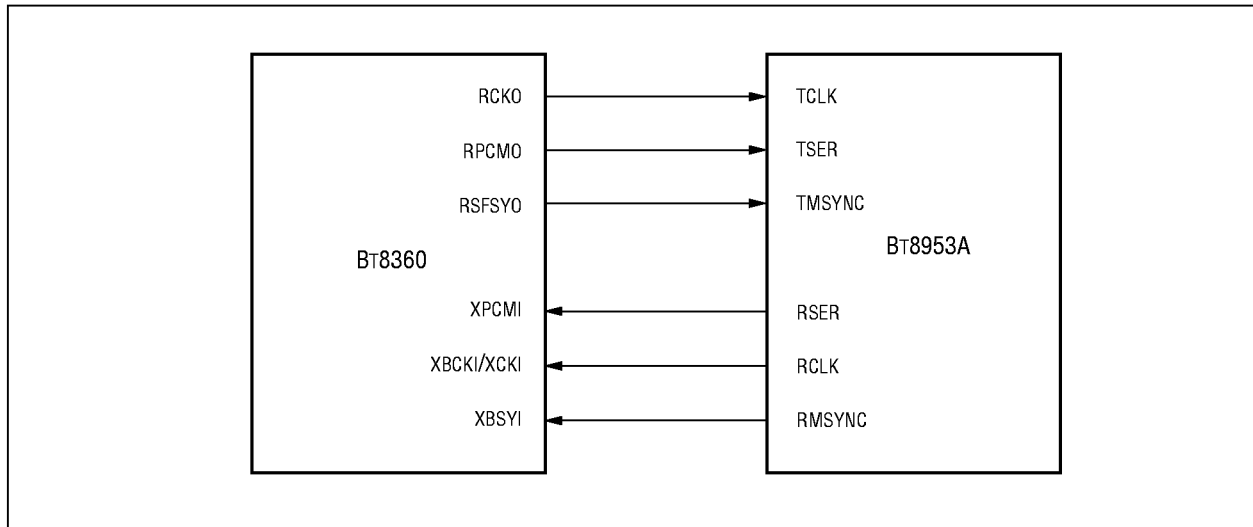 RCKO
TCLK
RPCMO
TSER
RSFSYO
TMSYNC
BT8360
BT8953A
XPCMI
RSER
XBCKI/XCKI
RCLK
XBSYI
RMSYNC